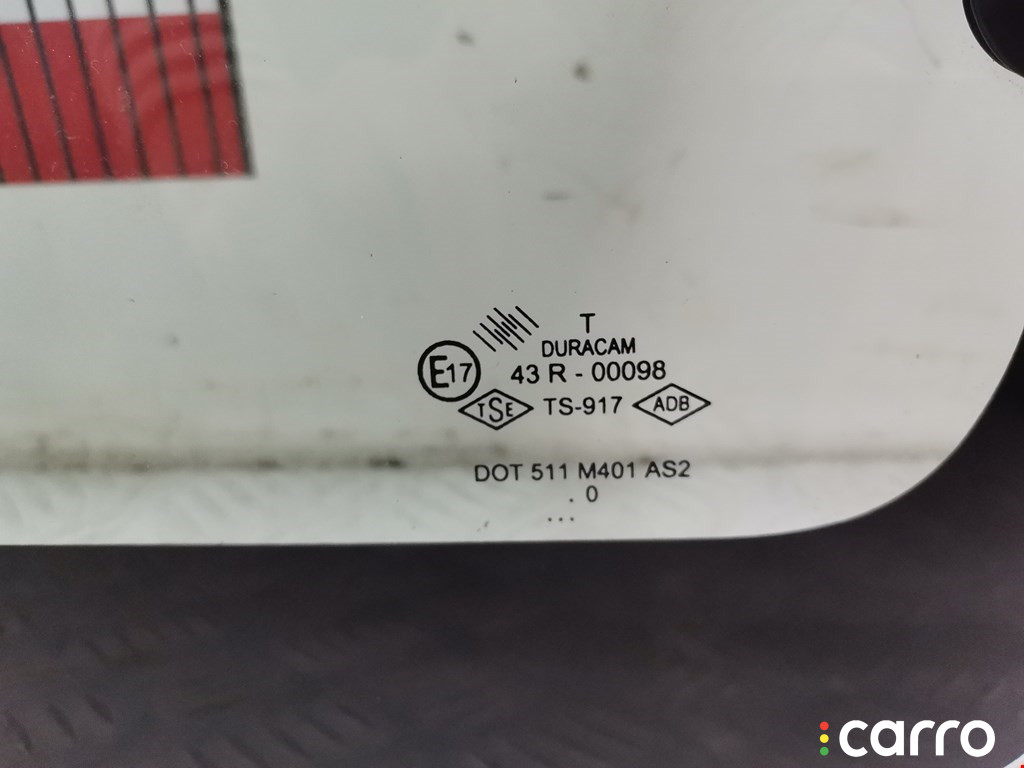 T
DURACAM
E17 43 R - 00098
TSE TS-917 ADB
DOT 511 M401 AS2
. 0
...
carro